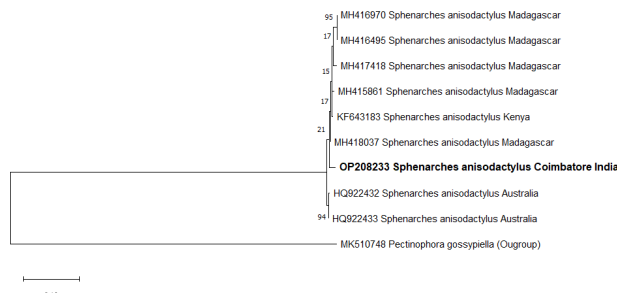 95
MH416970 Sphenarches anisodactylus Madagascar
17
MH416495 Sphenarches anisodactylus Madagascar
15
MH417418 Sphenarches anisodactylus Madagascar
MH415861 Sphenarches anisodactylus Madagascar
17
KF643183 Sphenarches anisodactylus Kenya
21
MH418037 Sphenarches anisodactylus Madagascar
OP208233 Sphenarches anisodactylus Coimbatore India
HQ922432 Sphenarches anisodactylus Australia
94
HQ922433 Sphenarches anisodactylus Australia
MK510748 Pectinophora gossypiella (Ougroup)